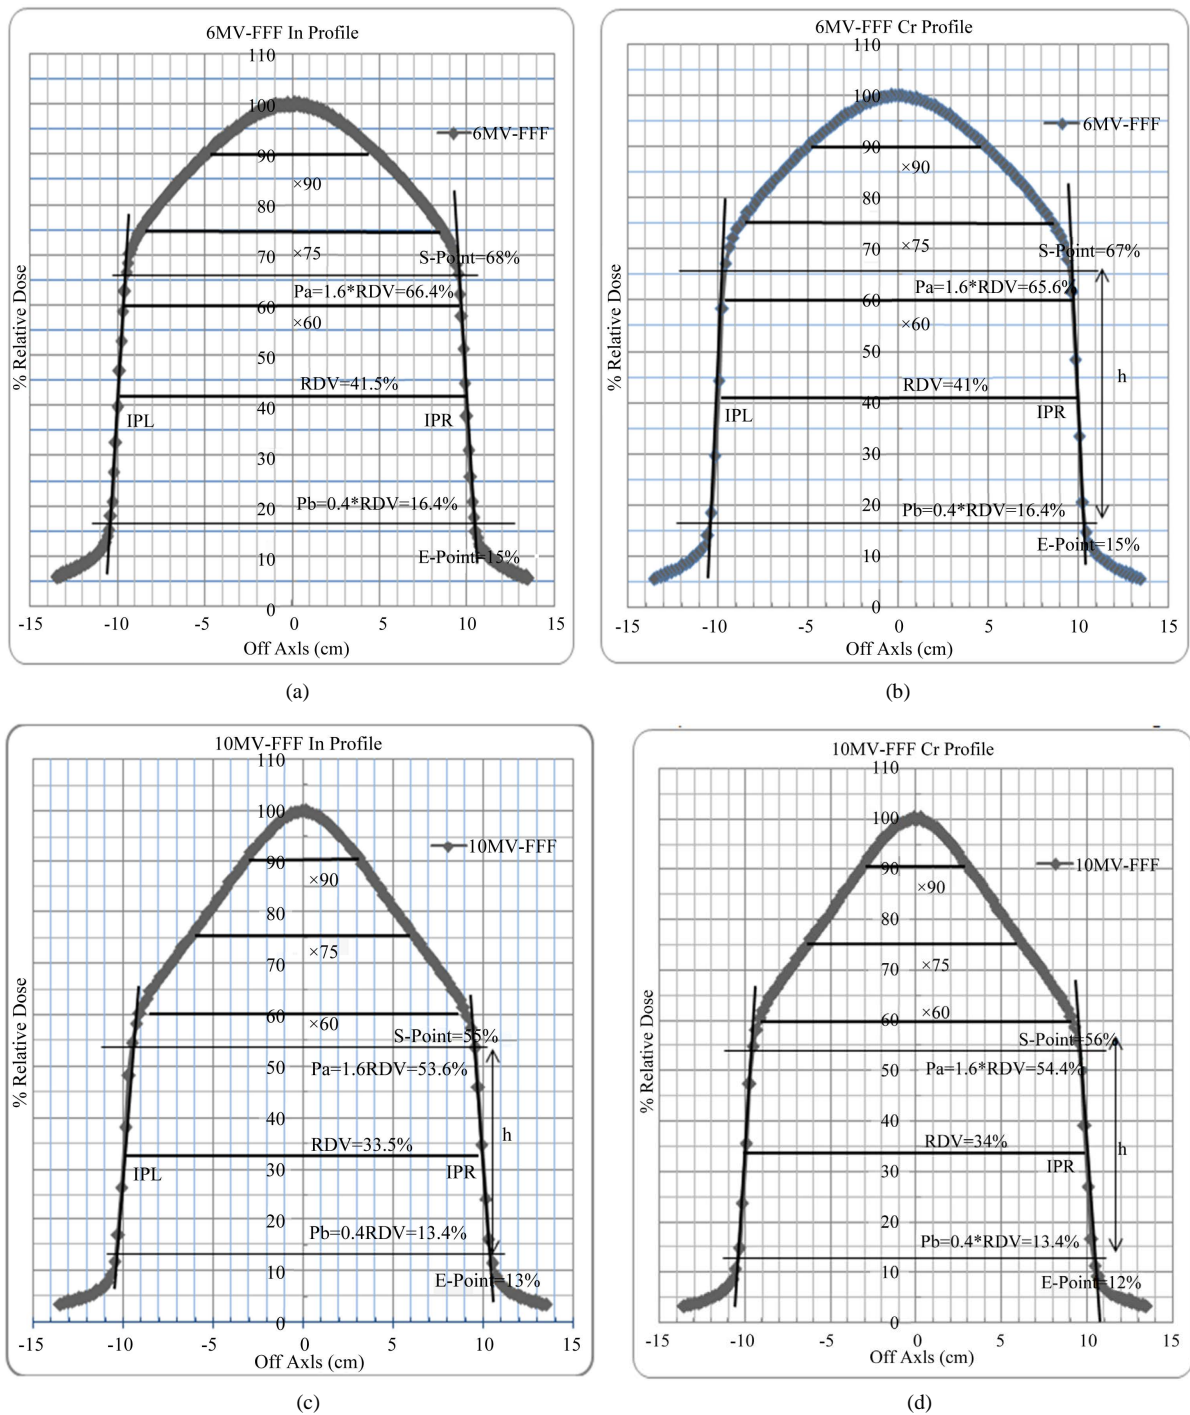 6MV-FFF In Profile
110
100
6MV-FFF
90
×90
80
70
×75
S-Point=68%
Pa=1.6*RDV=66.4%
60
×60
50
RDV=41.5%
40
IPL
IPR
30
Pb=0.4*RDV=16.4%
20
10
E-Point=15%
0
-15
-10
-5
0
5
10
15
% Relative Dose
Off Axls (cm)
(a)
6MV-FFF Cr Profile
110
100
6MV-FFF
90
×90
80
70
×75
S-Point=67%
Pa=1.6*RDV=65.6%
60
×60
50
h
RDV=41%
40
IPL
IPR
30
20
Pb=0.4*RDV=16.4%
10
E-Point=15%
0
-15
-10
-5
0
5
10
15
% Relative Dose
Off Axls (cm)
(b)
10MV-FFF In Profile
110
100
10MV-FFF
90
×90
80
70
×75
60
×60
S-Point=55%
50
Pa=1.6RDV=53.6%
40
h
RDV=33.5%
30
IPL
IPR
20
Pb=0.4RDV=13.4%
10
E-Point=13%
0
-15
-10
-5
0
5
10
15
% Relative Dose
Off Axls (cm)
(c)
10MV-FFF Cr Profile
110
100
10MV-FFF
90
×90
80
70
×75
60
×60
S-Point=56%
50
Pa=1.6*RDV=54.4%
40
RDV=34%
h
30
IPR
20
Pb=0.4*RDV=13.4%
10
E-Point=12%
0
-15
-10
-5
0
5
10
15
% Relative Dose
Off Axls (cm)
(d)